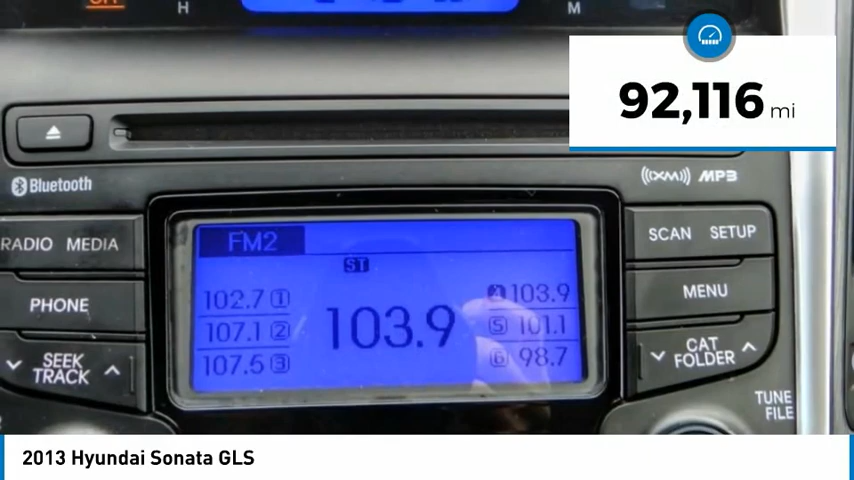 H
M
92,116 mi
Bluetooth
((XM)) MP3
RADIO MEDIA
FM2
SCAN SETUP
ST
102.7 1
103.9
PHONE
MENU
107.1 2
103.9
5 101.1
107.5 3
6 98.7
SEEK
TRACK
CAT
FOLDER
TUNE
FILE
2013 Hyundai Sonata GLS